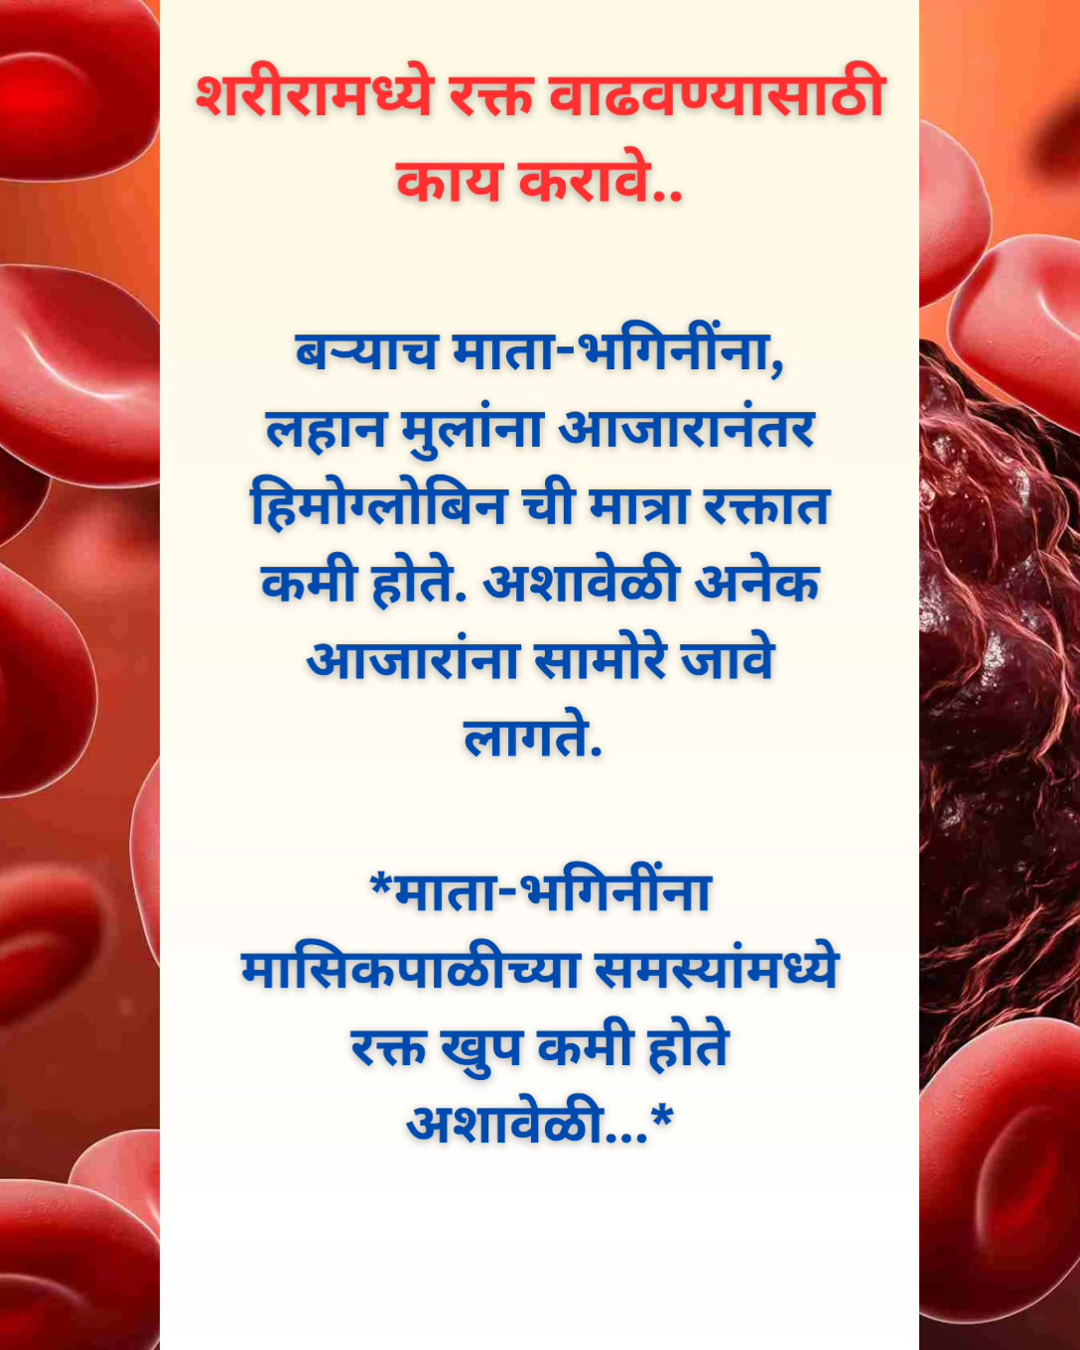 शरीरामध्ये रक्त वाढवण्यासाठी
काय करावे..
बऱ्याच माता-भगिनींना,
लहान मुलांना आजारानंतर
हिमोग्लोबिन ची मात्रा रक्तात
कमी होते. अशावेळी अनेक
आजारांना सामोरे जावे
लागते.
*माता-भगिनींना
मासिकपाळीच्या समस्यांमध्ये
रक्त खुप कमी होते
अशावेळी...*